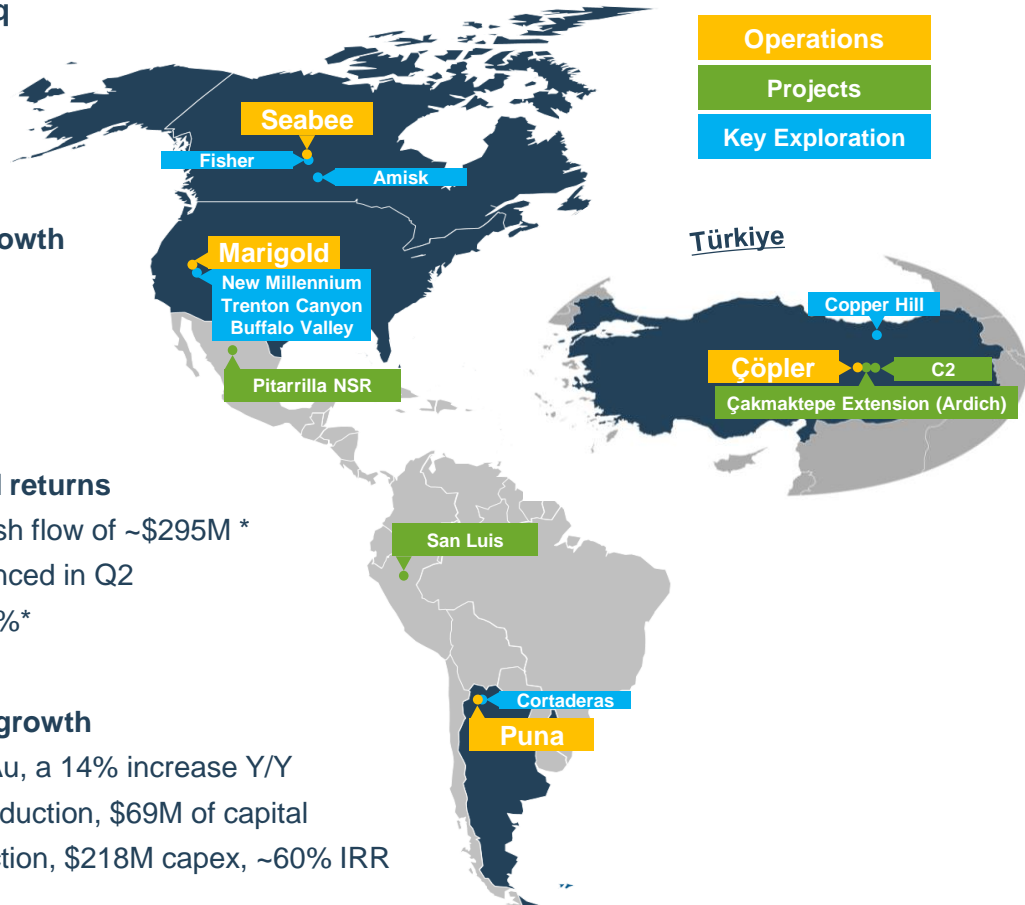 q
Operations
Projects
Key Exploration
Seabee
Fisher
Amisk
owth
Türkiye
Marigold
New Millennium
Trenton Canyon
Buffalo Valley
Copper Hill
Çöpler
C2
Pitarrilla NSR
Çakmaktepe Extension (Ardich)
returns
sh flow of ~$295M *
nced in Q2
%*
San Luis
Cortaderas
Puna
growth
Au, a 14% increase Y/Y
duction, $69M of capital
ction, $218M capex, ~60% IRR